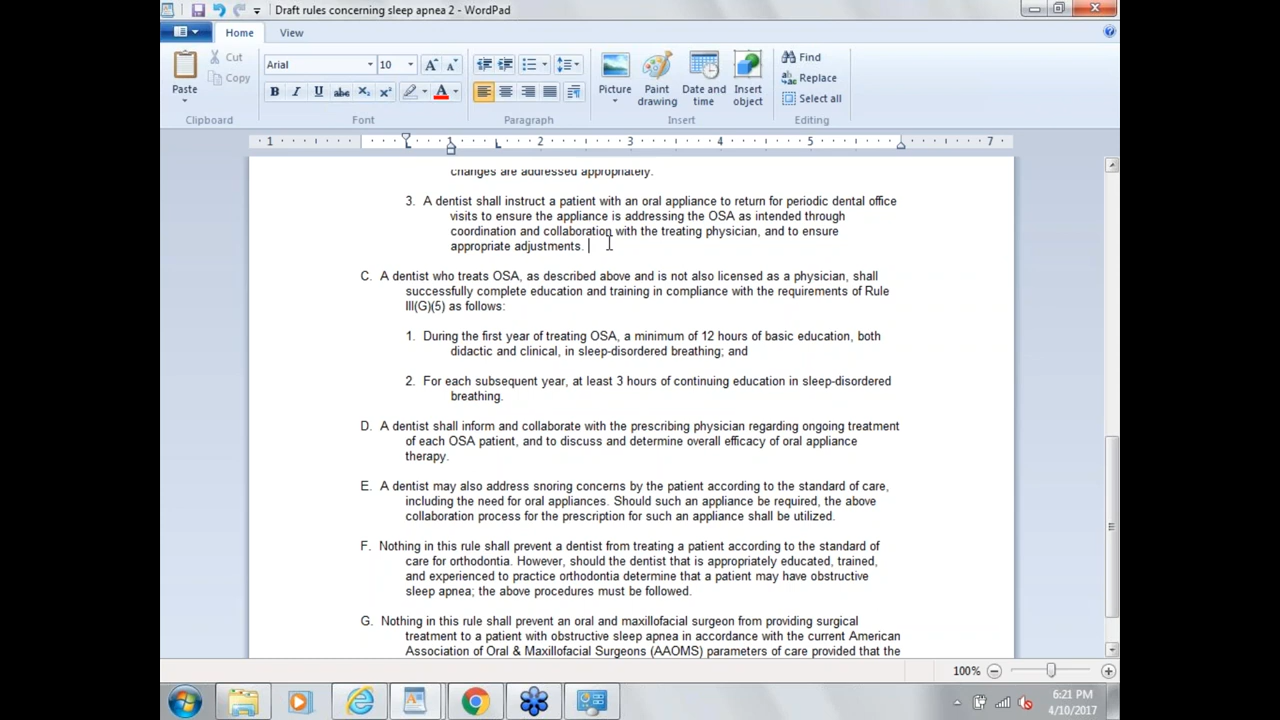 Draft rules concerning sleep apnea 2 - WordPad
Home View
Paste
Cut
Copy
Clipboard
Arial 10
Font
Paragraph
Picture
Paint drawing
Date and time
Insert object
Insert
Find
Replace
Select all
Editing
1 1 2 3 4 5 7
changes are addressed appropriately.
3. A dentist shall instruct a patient with an oral appliance to return for periodic dental office
visits to ensure the appliance is addressing the OSA as intended through
coordination and collaboration with the treating physician, and to ensure
appropriate adjustments.
C. A dentist who treats OSA, as described above and is not also licensed as a physician, shall
successfully complete education and training in compliance with the requirements of Rule
III(G)(5) as follows:
1. During the first year of treating OSA, a minimum of 12 hours of basic education, both
didactic and clinical, in sleep-disordered breathing; and
2. For each subsequent year, at least 3 hours of continuing education in sleep-disordered
breathing.
D. A dentist shall inform and collaborate with the prescribing physician regarding ongoing treatment
of each OSA patient, and to discuss and determine overall efficacy of oral appliance
therapy.
E. A dentist may also address snoring concerns by the patient according to the standard of care,
including the need for oral appliances. Should such an appliance be required, the above
collaboration process for the prescription for such an appliance shall be utilized.
F. Nothing in this rule shall prevent a dentist from treating a patient according to the standard of
care for orthodontia. However, should the dentist that is appropriately educated, trained,
and experienced to practice orthodontia determine that a patient may have obstructive
sleep apnea; the above procedures must be followed.
G. Nothing in this rule shall prevent an oral and maxillofacial surgeon from providing surgical
treatment to a patient with obstructive sleep apnea in accordance with the current American
Association of Oral & Maxillofacial Surgeons (AAOMS) parameters of care provided that the
100%
6:21 PM
4/10/2017